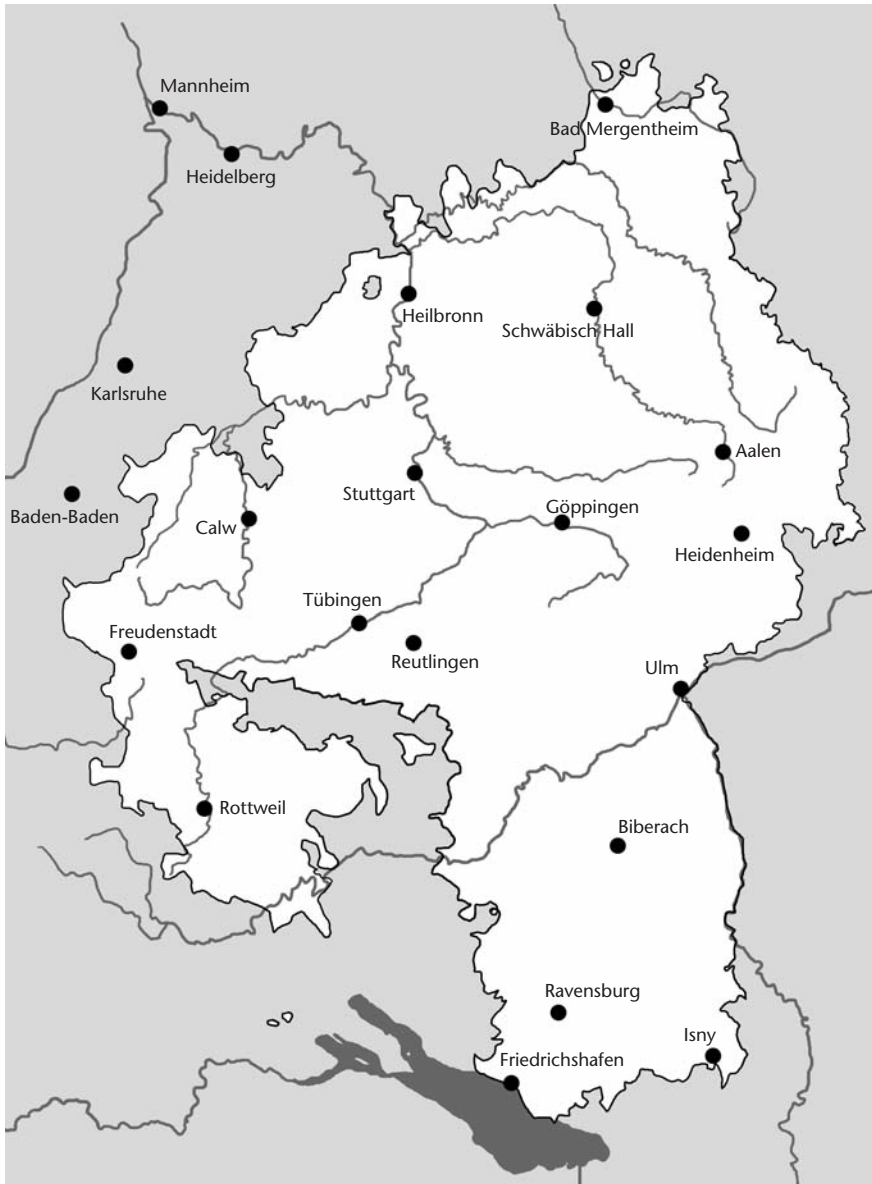 Mannheim
Bad Mergentheim
Heidelberg
Heilbronn
Schwäbisch Hall
Karlsruhe
Aalen
Stuttgart
Baden-Baden
Göppingen
Calw
Heidenheim
Tübingen
Freudenstadt
Reutlingen
Ulm
Rottweil
Biberach
Ravensburg
Isny
Friedrichshafen